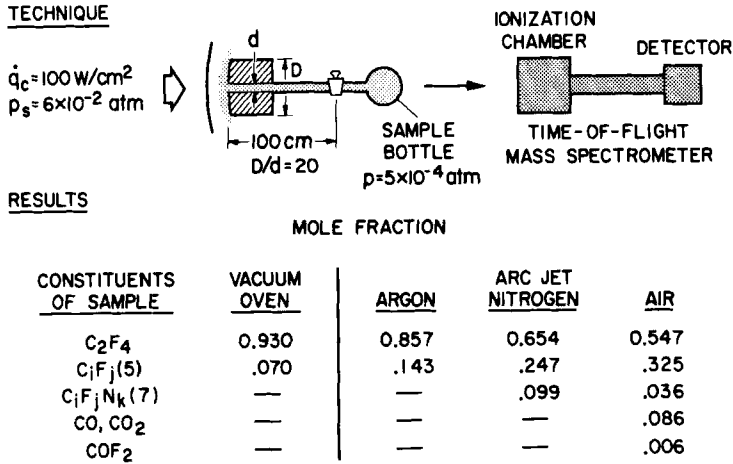 TECHNIQUE
q̇c = 100 W/cm²
ps = 6×10⁻² atm
d
D
100 cm
D/d = 20
SAMPLE
BOTTLE
p = 5×10⁻⁴ atm
IONIZATION
CHAMBER
DETECTOR
TIME-OF-FLIGHT
MASS SPECTROMETER
RESULTS
MOLE FRACTION
CONSTITUENTS OF SAMPLE VACUUM OVEN ARGON ARC JET NITROGEN AIR
C₂F₄ 0.930 0.857 0.654 0.547
CᵢFⱼ(5) .070 .143 .247 .325
CᵢFⱼNₖ(7) — — .099 .036
CO, CO₂ — — — .086
COF₂ — — — .006